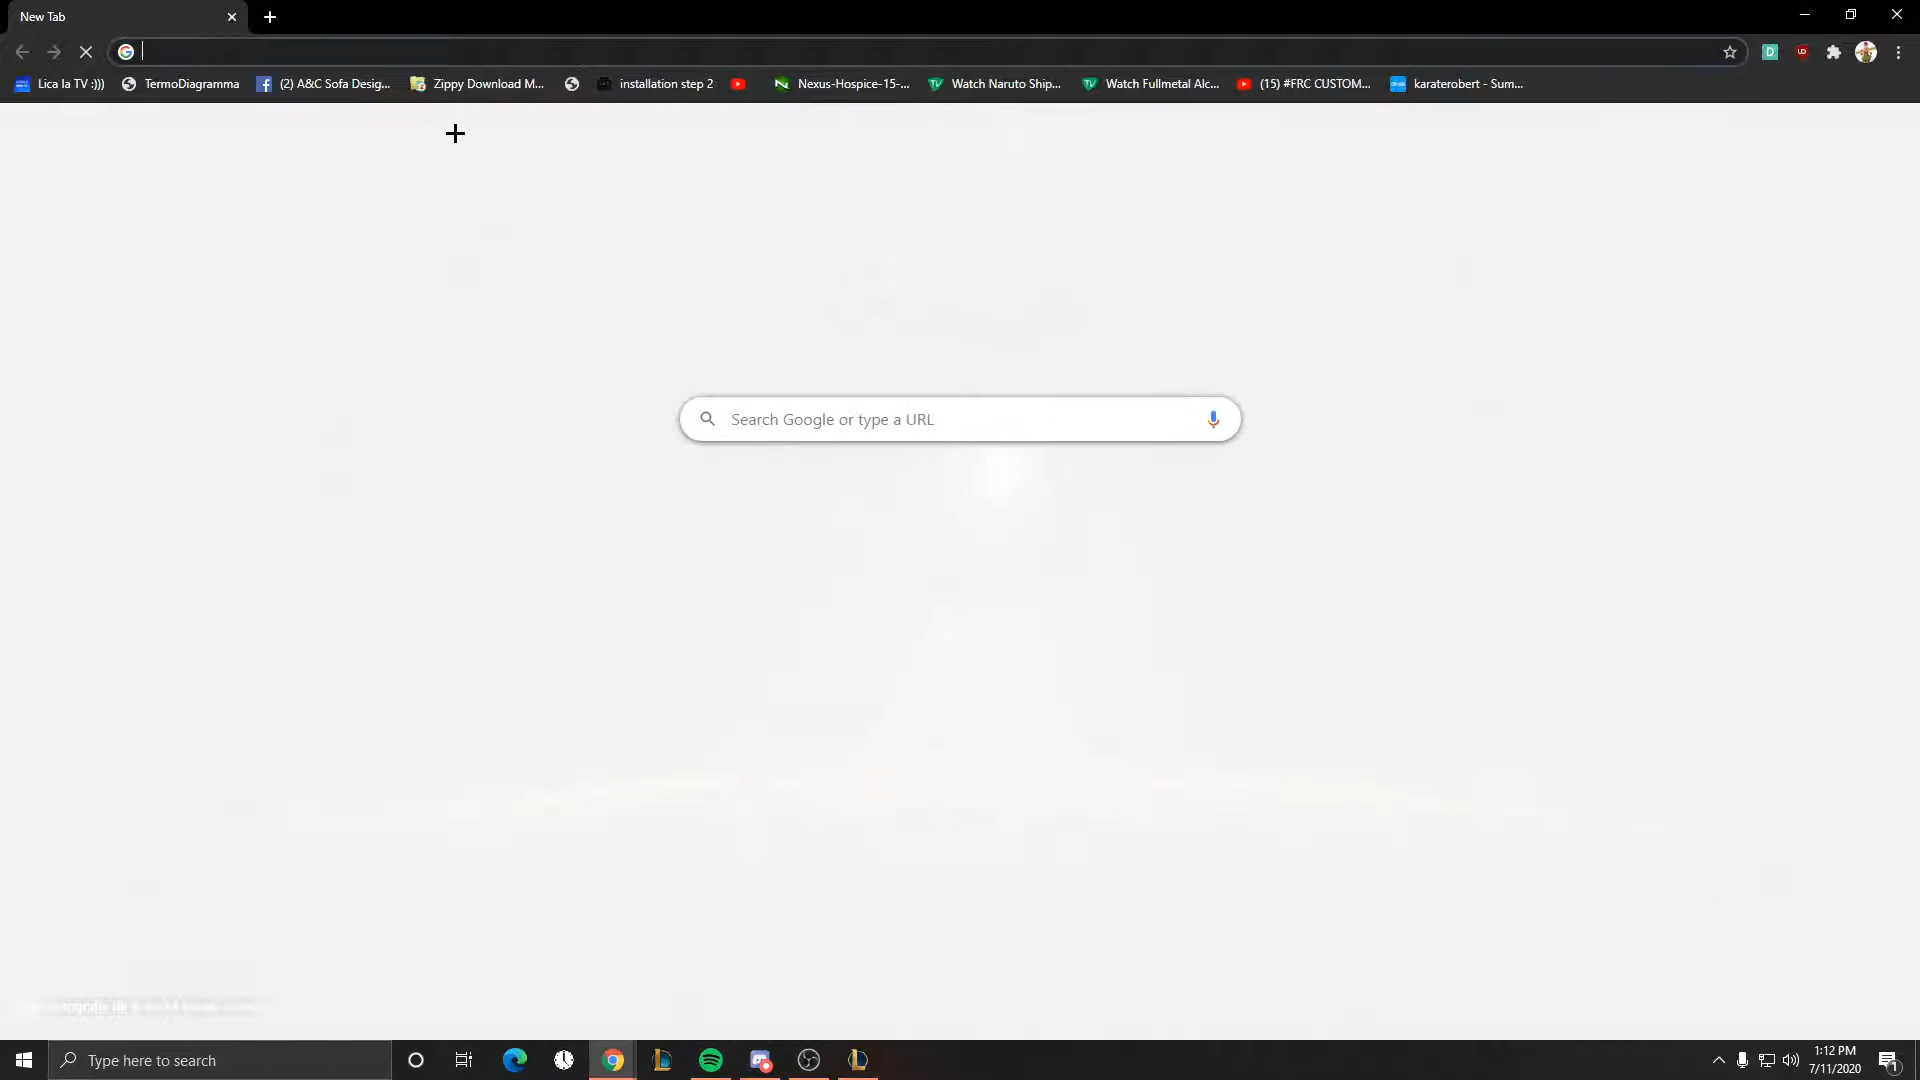 New Tab
Lica la TV :)))
TermoDiagramma
(2) A&C Sofa Desig...
Zippy Download M...
installation step 2
Nexus-Hospice-15-...
Watch Naruto Ship...
Watch Fullmetal Alc...
(15) #FRC CUSTOM...
karaterobert - Sum...
Search Google or type a URL
Type here to search
1:12 PM
7/11/2020
1